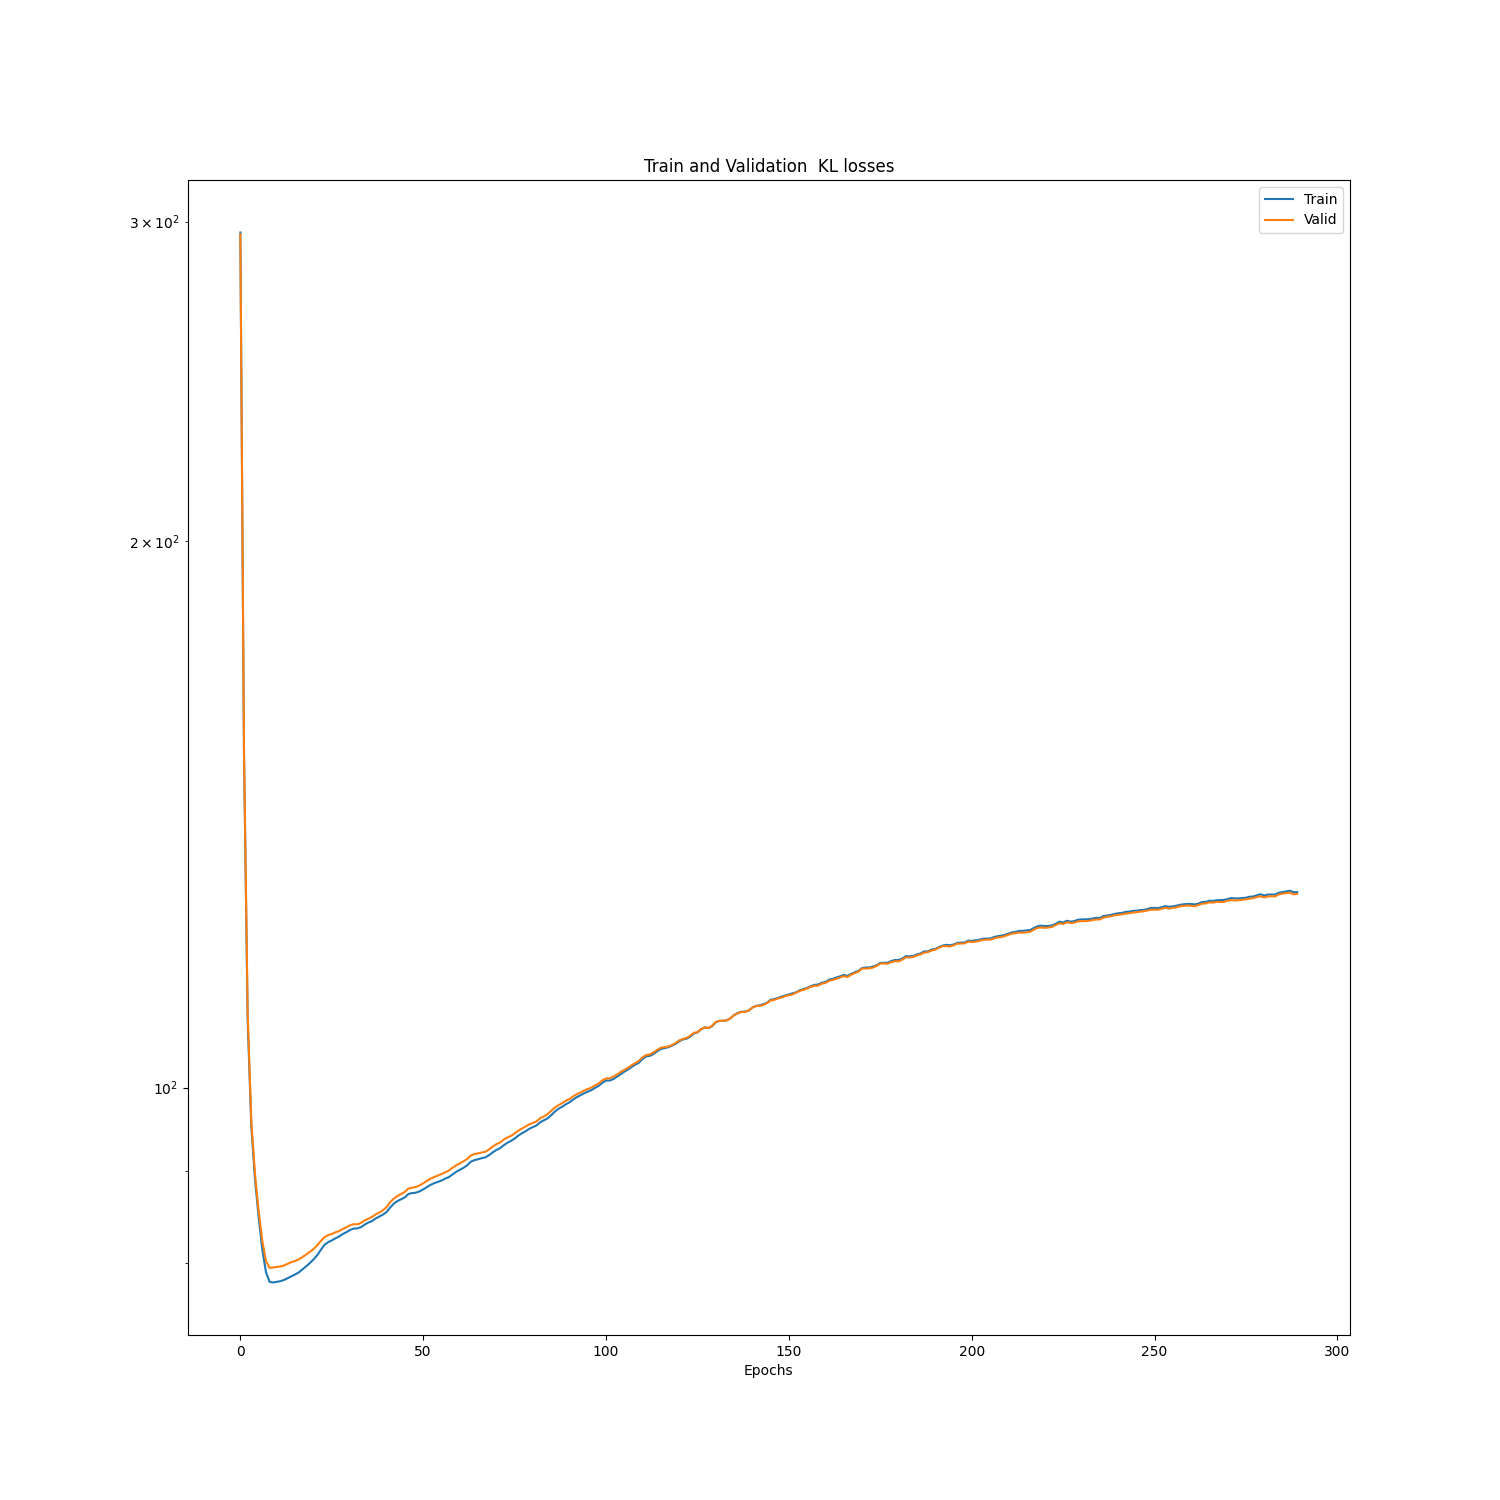 Train and Validation  KL losses
3 × 10²
2 × 10²
10²
Train
Valid
0 50 100 150 200 250 300
Epochs